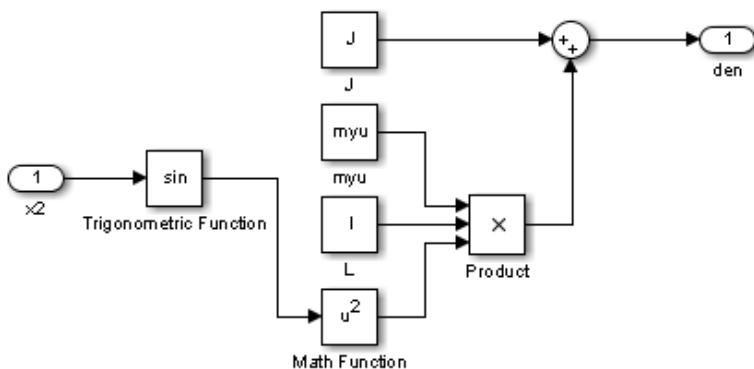 J
J
1
den
myu
myu
1
x2
sin
Trigonometric Function
l
L
×
Product
u²
Math Function
++